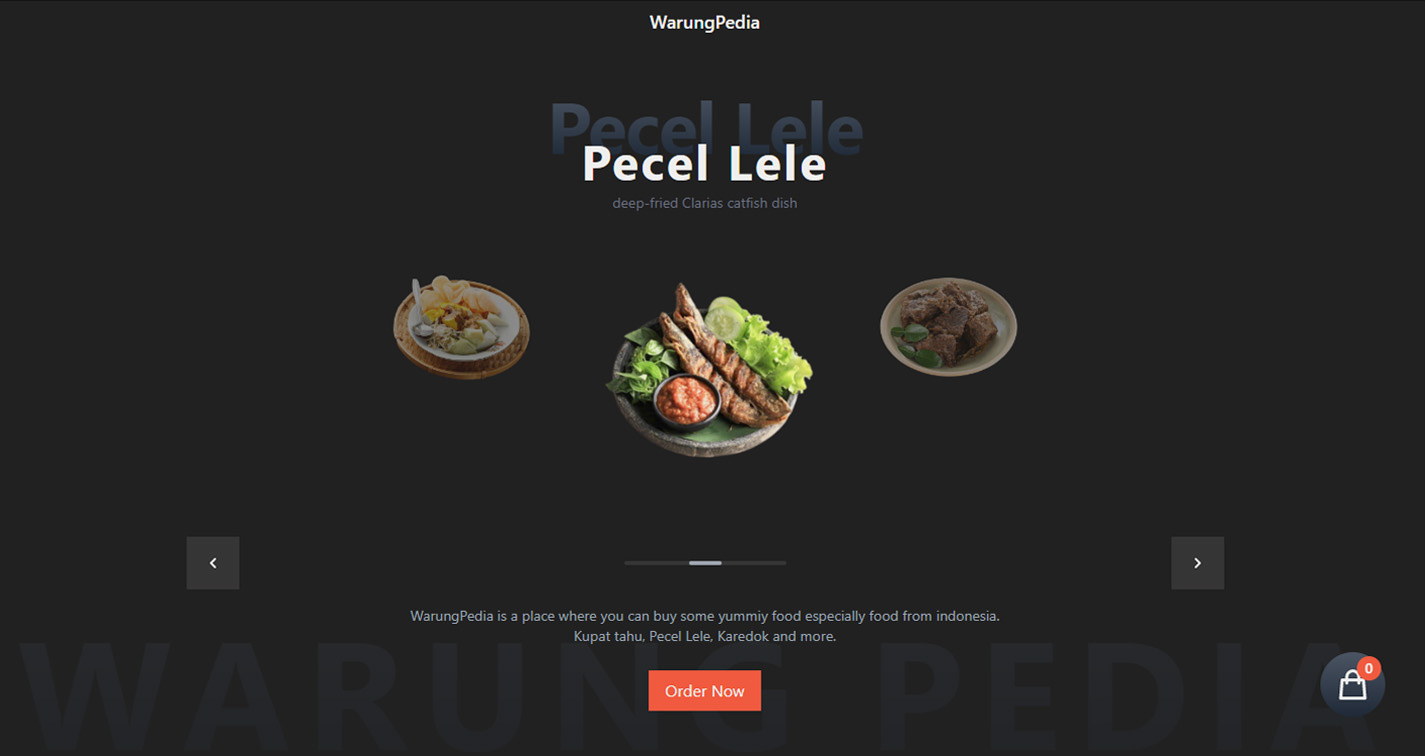 WarungPedia
Pecel Lele
Pecel Lele
deep-fried Clarias catfish dish
WarungPedia is a place where you can buy some yummiy food especially food from indonesia.
Kupat tahu, Pecel Lele, Karedok and more.
WARUNG PEDIA
Order Now
0